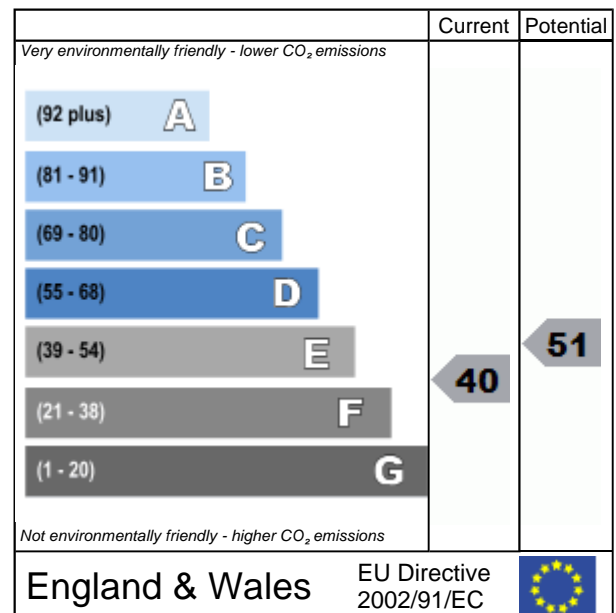 Current Potential
Very environmentally friendly - lower CO₂ emissions
(92 plus) A
(81 - 91) B
(69 - 80) C
(55 - 68) D
(39 - 54) E
51
40
(21 - 38) F
(1 - 20) G
Not environmentally friendly - higher CO₂ emissions
England & Wales
EU Directive
2002/91/EC